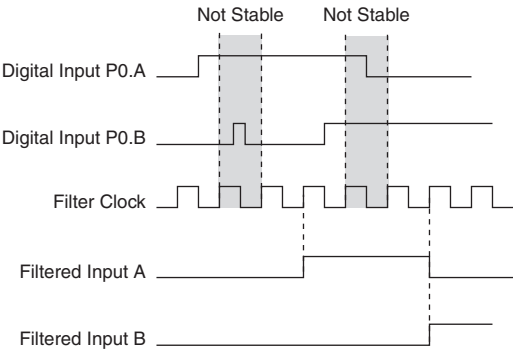 Not Stable Not Stable
Digital Input P0.A
Digital Input P0.B
Filter Clock
Filtered Input A
Filtered Input B